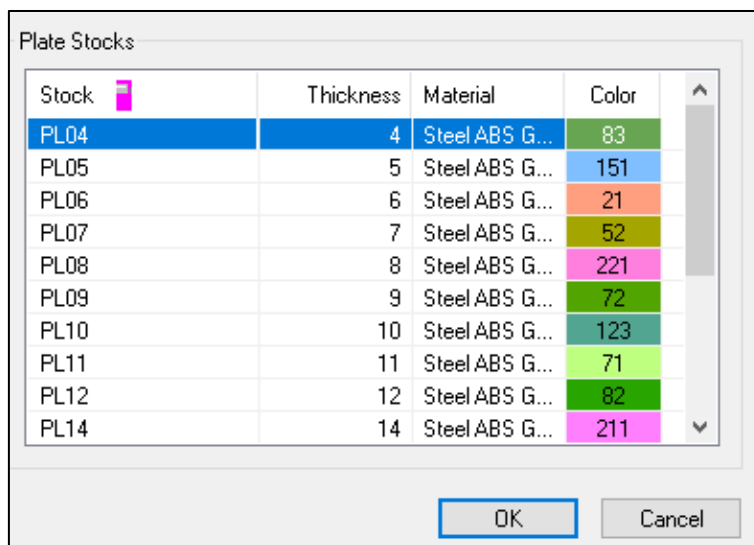 Plate Stocks
Stock Thickness Material Color
PL04 4 Steel ABS G... 83
PL05 5 Steel ABS G... 151
PL06 6 Steel ABS G... 21
PL07 7 Steel ABS G... 52
PL08 8 Steel ABS G... 221
PL09 9 Steel ABS G... 72
PL10 10 Steel ABS G... 123
PL11 11 Steel ABS G... 71
PL12 12 Steel ABS G... 82
PL14 14 Steel ABS G... 211
OK Cancel